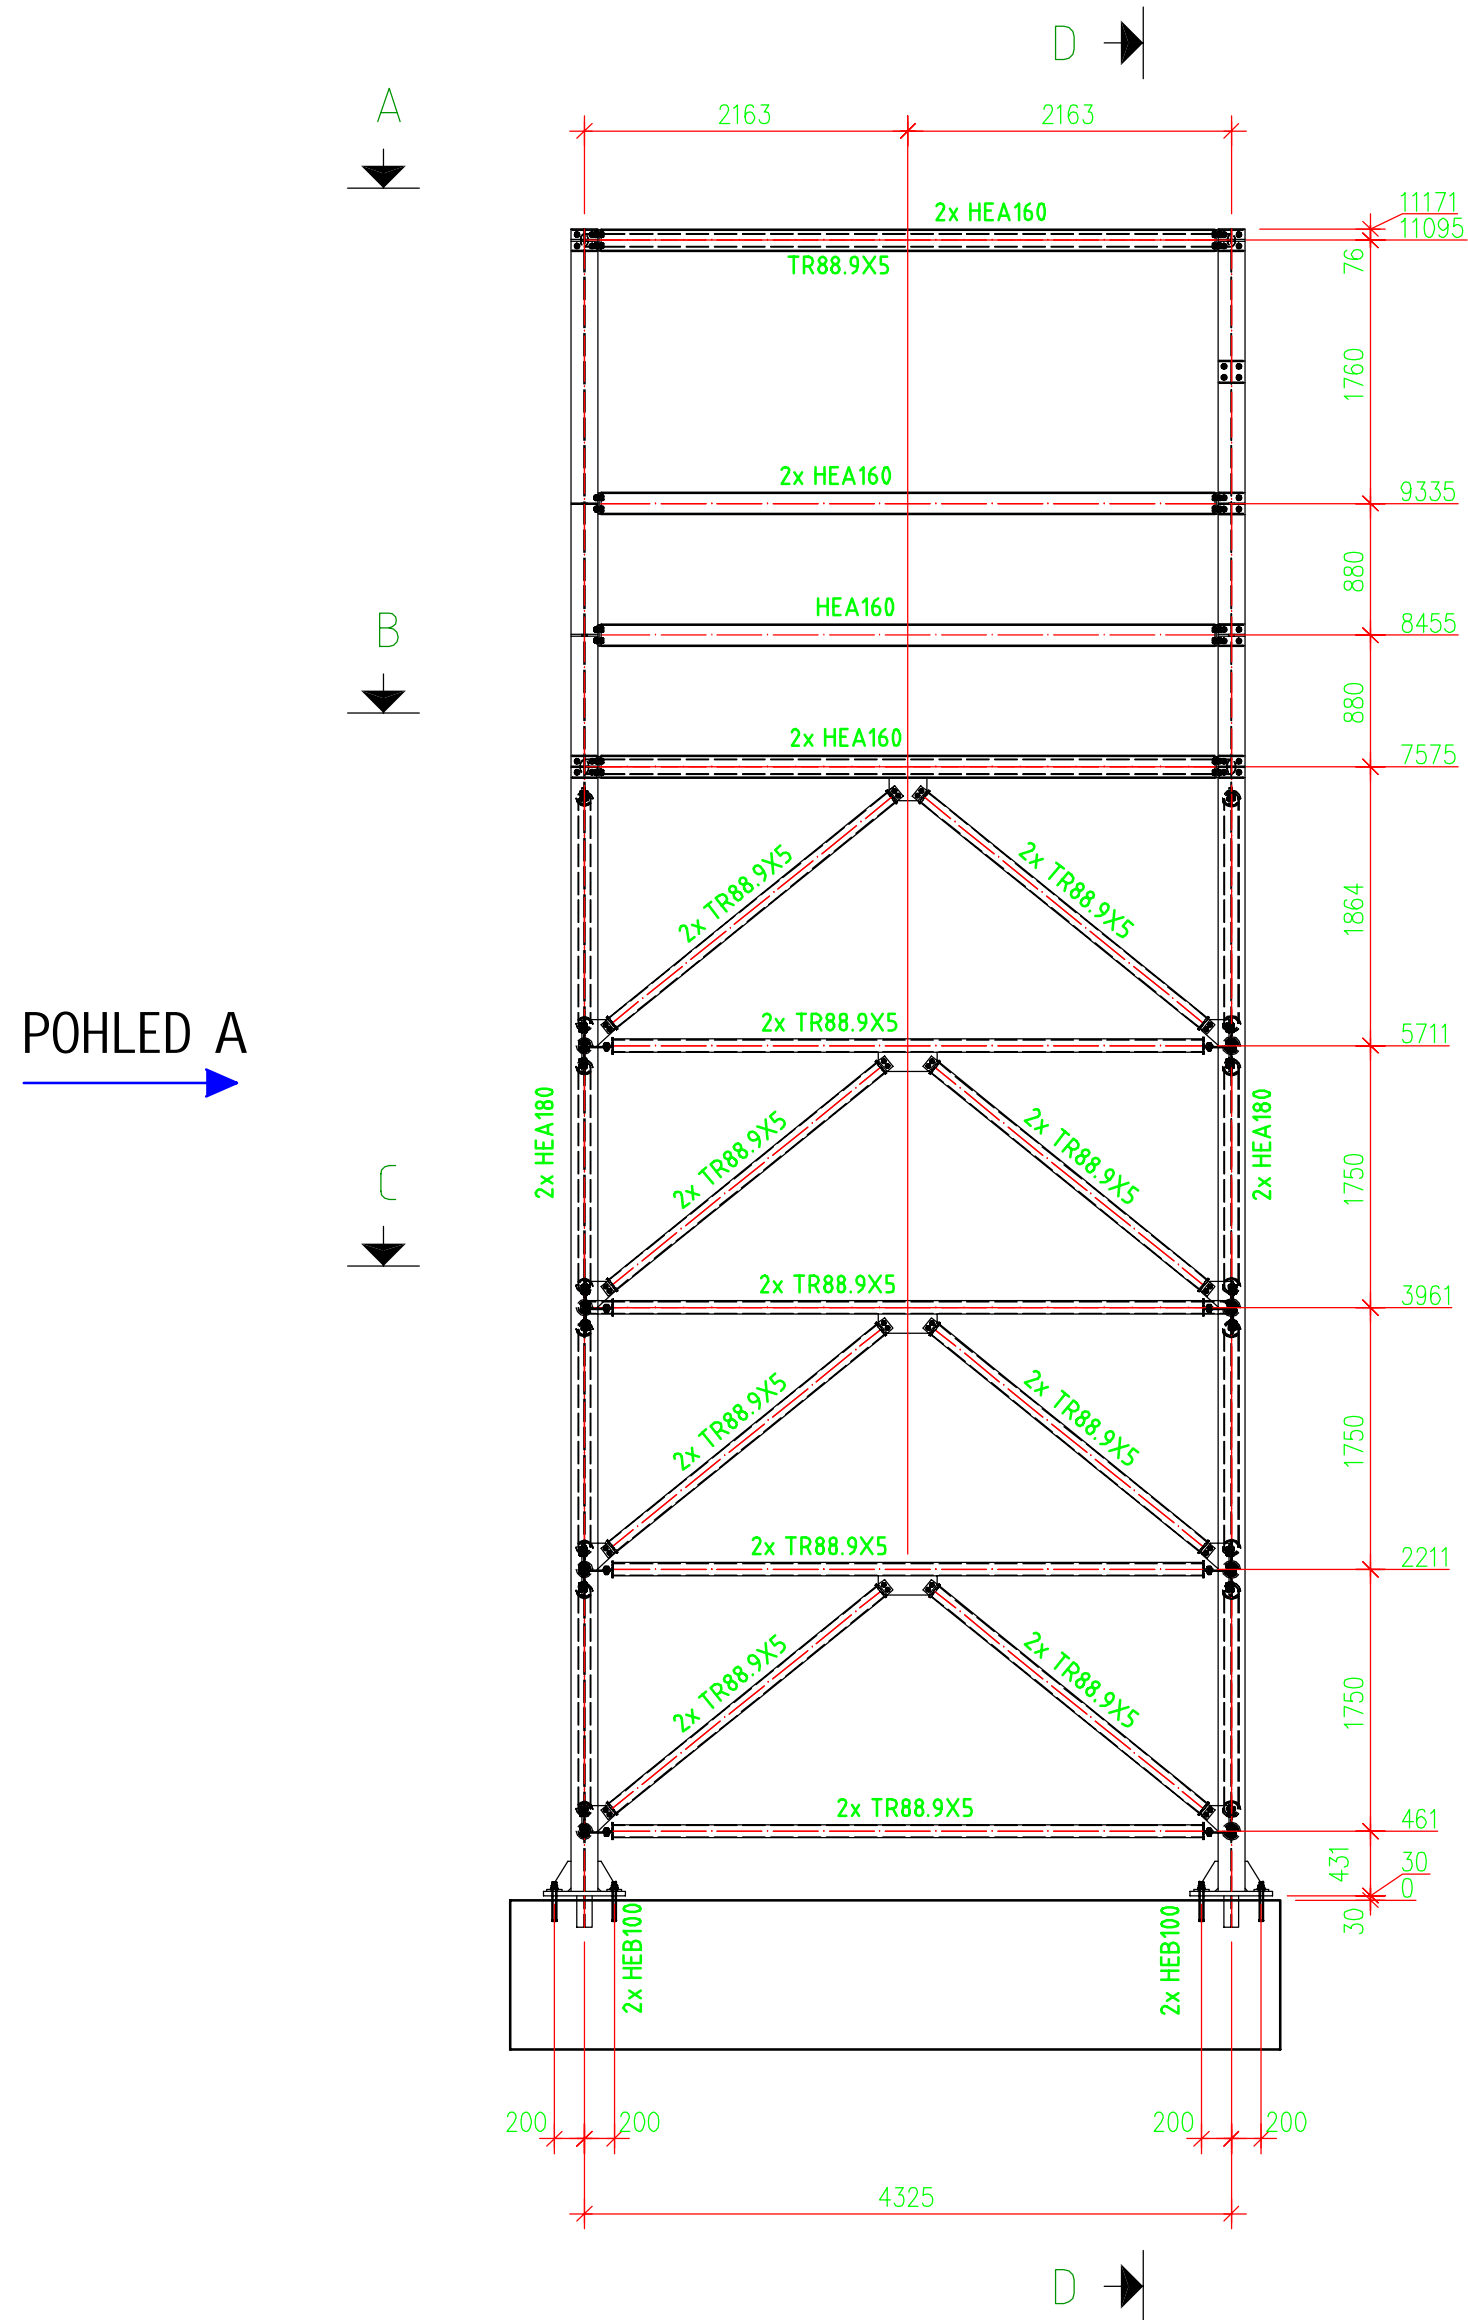 D
A
2163
2163
11171
2x HEA160
11095
TR88.9X5
76
1760
2x HEA160
9335
880
HEA160
B
8455
880
2x HEA160
7575
2x TR88.9X5
2x TR88.9X5
1864
POHLED A
2x TR88.9X5
5711
2x HEA180
2x TR88.9X5
2x TR88.9X5
2x HEA180
1750
C
2x TR88.9X5
3961
2x TR88.9X5
2x TR88.9X5
1750
2x TR88.9X5
2211
2x TR88.9X5
2x TR88.9X5
1750
2x TR88.9X5
461
431
30
0
30
2x HEB100
2x HEB100
200
200
200
200
4325
D